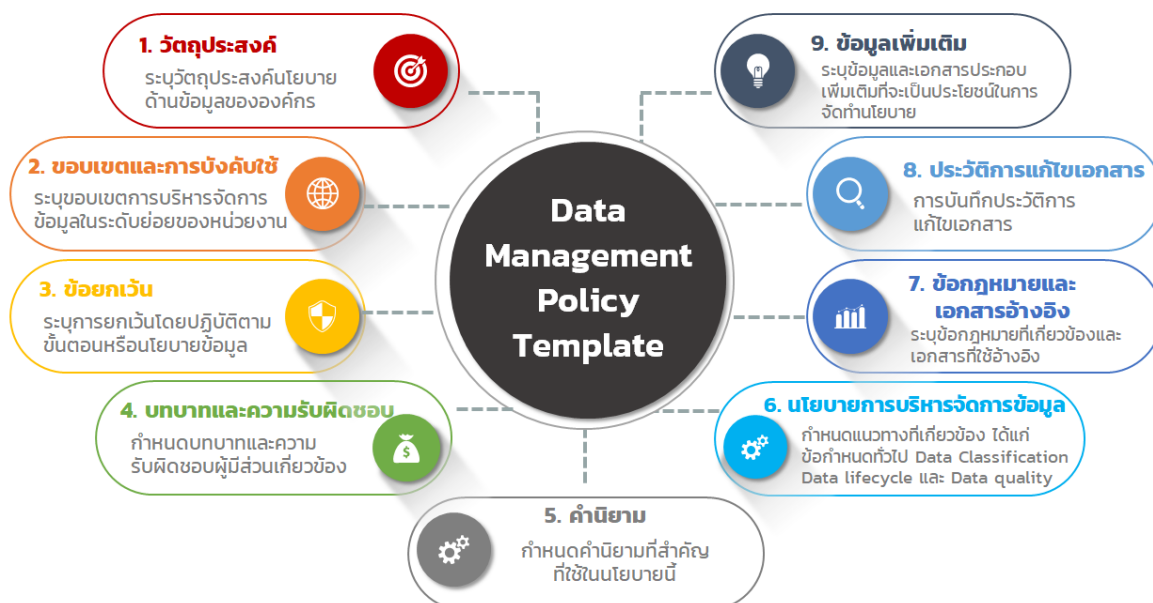 1. วัตถุประสงค์
ระบุวัตถุประสงค์นโยบาย
ด้านข้อมูลขององค์กร
2. ขอบเขตและการบังคับใช้
ระบุขอบเขตการบริหารจัดการ
ข้อมูลในระดับย่อยของหน่วยงาน
3. ข้อยกเว้น
ระบุการยกเว้นโดยปฏิบัติตาม
ขั้นตอนหรือนโยบายข้อมูล
4. บทบาทและความรับผิดชอบ
กำหนดบทบาทและความ
รับผิดชอบผู้มีส่วนเกี่ยวข้อง
$
5. คำนิยาม
กำหนดคำนิยามที่สำคัญ
ที่ใช้ในนโยบายนี้
Data
Management
Policy
Template
6. นโยบายการบริหารจัดการข้อมูล
กำหนดแนวทางที่เกี่ยวข้อง ได้แก่
ข้อกำหนดทั่วไป Data Classification
Data lifecycle และ Data quality
7. ข้อกฎหมายและ
เอกสารอ้างอิง
ระบุข้อกฎหมายที่เกี่ยวข้องและ
เอกสารที่ใช้อ้างอิง
8. ประวัติการแก้ไขเอกสาร
การบันทึกประวัติการ
แก้ไขเอกสาร
9. ข้อมูลเพิ่มเติม
ระบุข้อมูลและเอกสารประกอบ
เพิ่มเติมที่จะเป็นประโยชน์ในการ
จัดทำนโยบาย